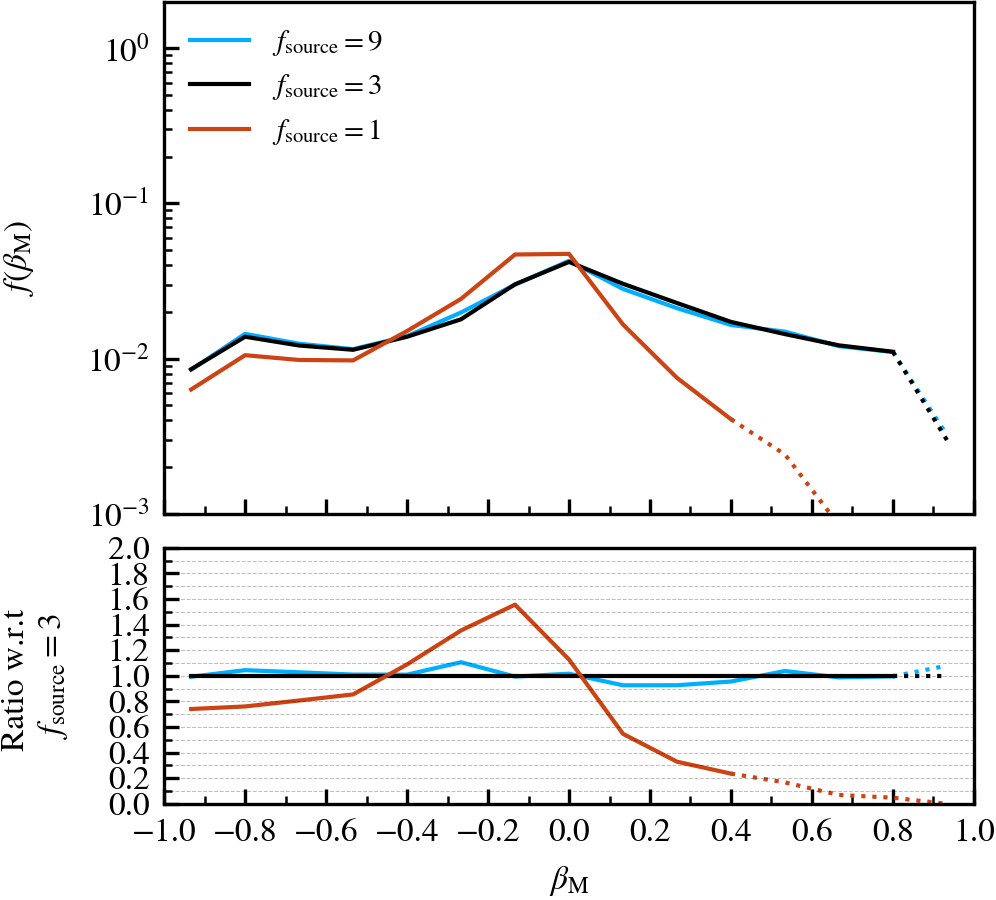 f_source = 9
f_source = 3
f_source = 1
10^0
10^−1
10^−2
10^−3
f(β_M)
2.0
1.8
1.6
1.4
1.2
1.0
0.8
0.6
0.4
0.2
0.0
Ratio w.r.t
f_source = 3
−1.0 −0.8 −0.6 −0.4 −0.2 0.0 0.2 0.4 0.6 0.8 1.0
β_M